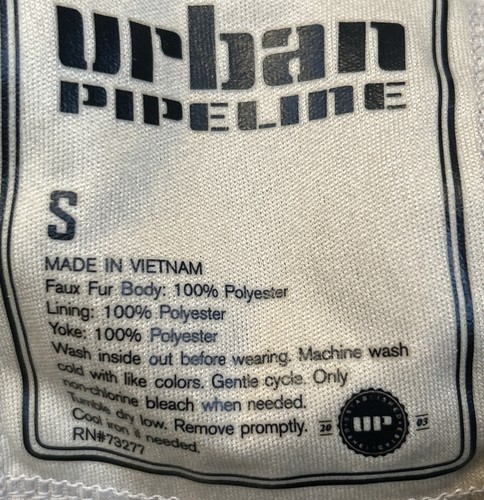 urban
PIPELINE
S
MADE IN VIETNAM
Faux Fur Body: 100% Polyester
Lining: 100% Polyester
Yoke: 100% Polyester
Wash inside out before wearing. Machine wash
cold with like colors. Gentle cycle. Only
non-chlorine bleach when needed.
Tumble dry low. Remove promptly.
Cool iron if needed.
RN#73277
20 UP 03